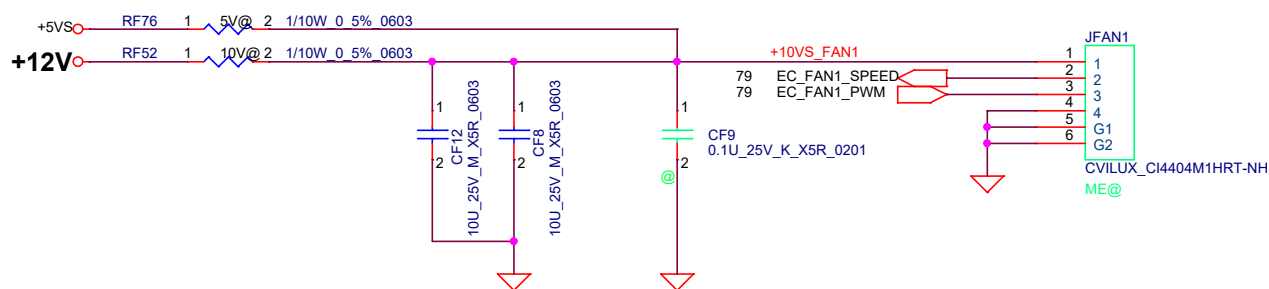 +5VS RF76 1 5V@ 2 1/10W_0_5%_0603
+12V RF52 1 10V@ 2 1/10W_0_5%_0603
+10VS_FAN1
JFAN1
1 1
79 EC_FAN1_SPEED 2 2
79 EC_FAN1_PWM 3 3
4 4
5 G1
6 G2
CVILUX_CI4404M1HRT-NH
ME@
1
2
CF12
10U_25V_M_X5R_0603
1
2
CF8
10U_25V_M_X5R_0603
1
2
CF9
0.1U_25V_K_X5R_0201
@